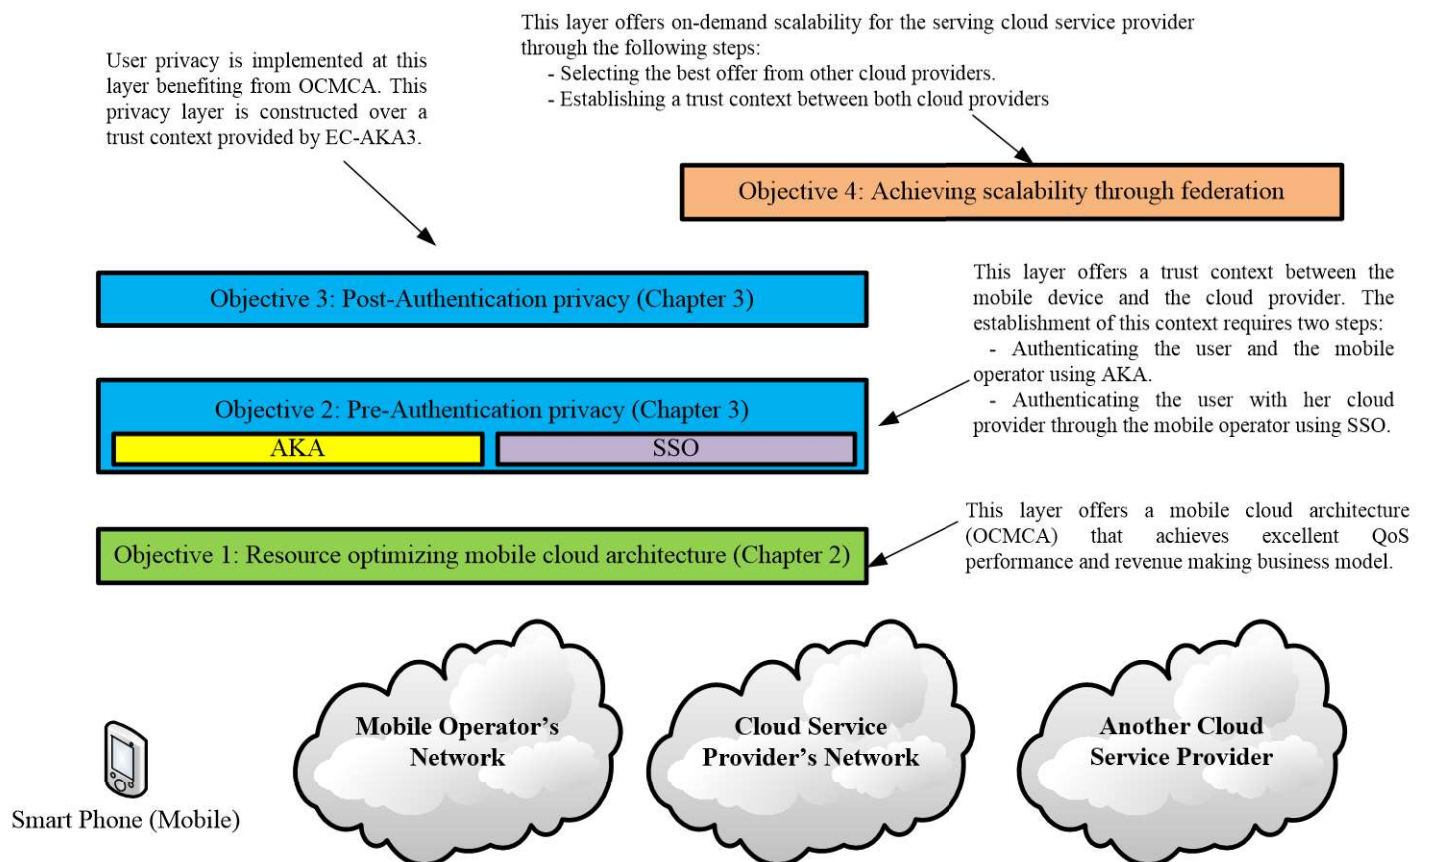 This layer offers on-demand scalability for the serving cloud service provider
through the following steps:
- Selecting the best offer from other cloud providers.
- Establishing a trust context between both cloud providers
User privacy is implemented at this
layer benefiting from OCMCA. This
privacy layer is constructed over a
trust context provided by EC-AKA3.
Objective 4: Achieving scalability through federation
Objective 3: Post-Authentication privacy (Chapter 3)
This layer offers a trust context between the
mobile device and the cloud provider. The
establishment of this context requires two steps:
- Authenticating the user and the mobile
operator using AKA.
- Authenticating the user with her cloud
provider through the mobile operator using SSO.
Objective 2: Pre-Authentication privacy (Chapter 3)
AKA
SSO
This layer offers a mobile cloud architecture
(OCMCA) that achieves excellent QoS
performance and revenue making business model.
Objective 1: Resource optimizing mobile cloud architecture (Chapter 2)
Mobile Operator's
Network
Cloud Service
Provider's Network
Another Cloud
Service Provider
Smart Phone (Mobile)